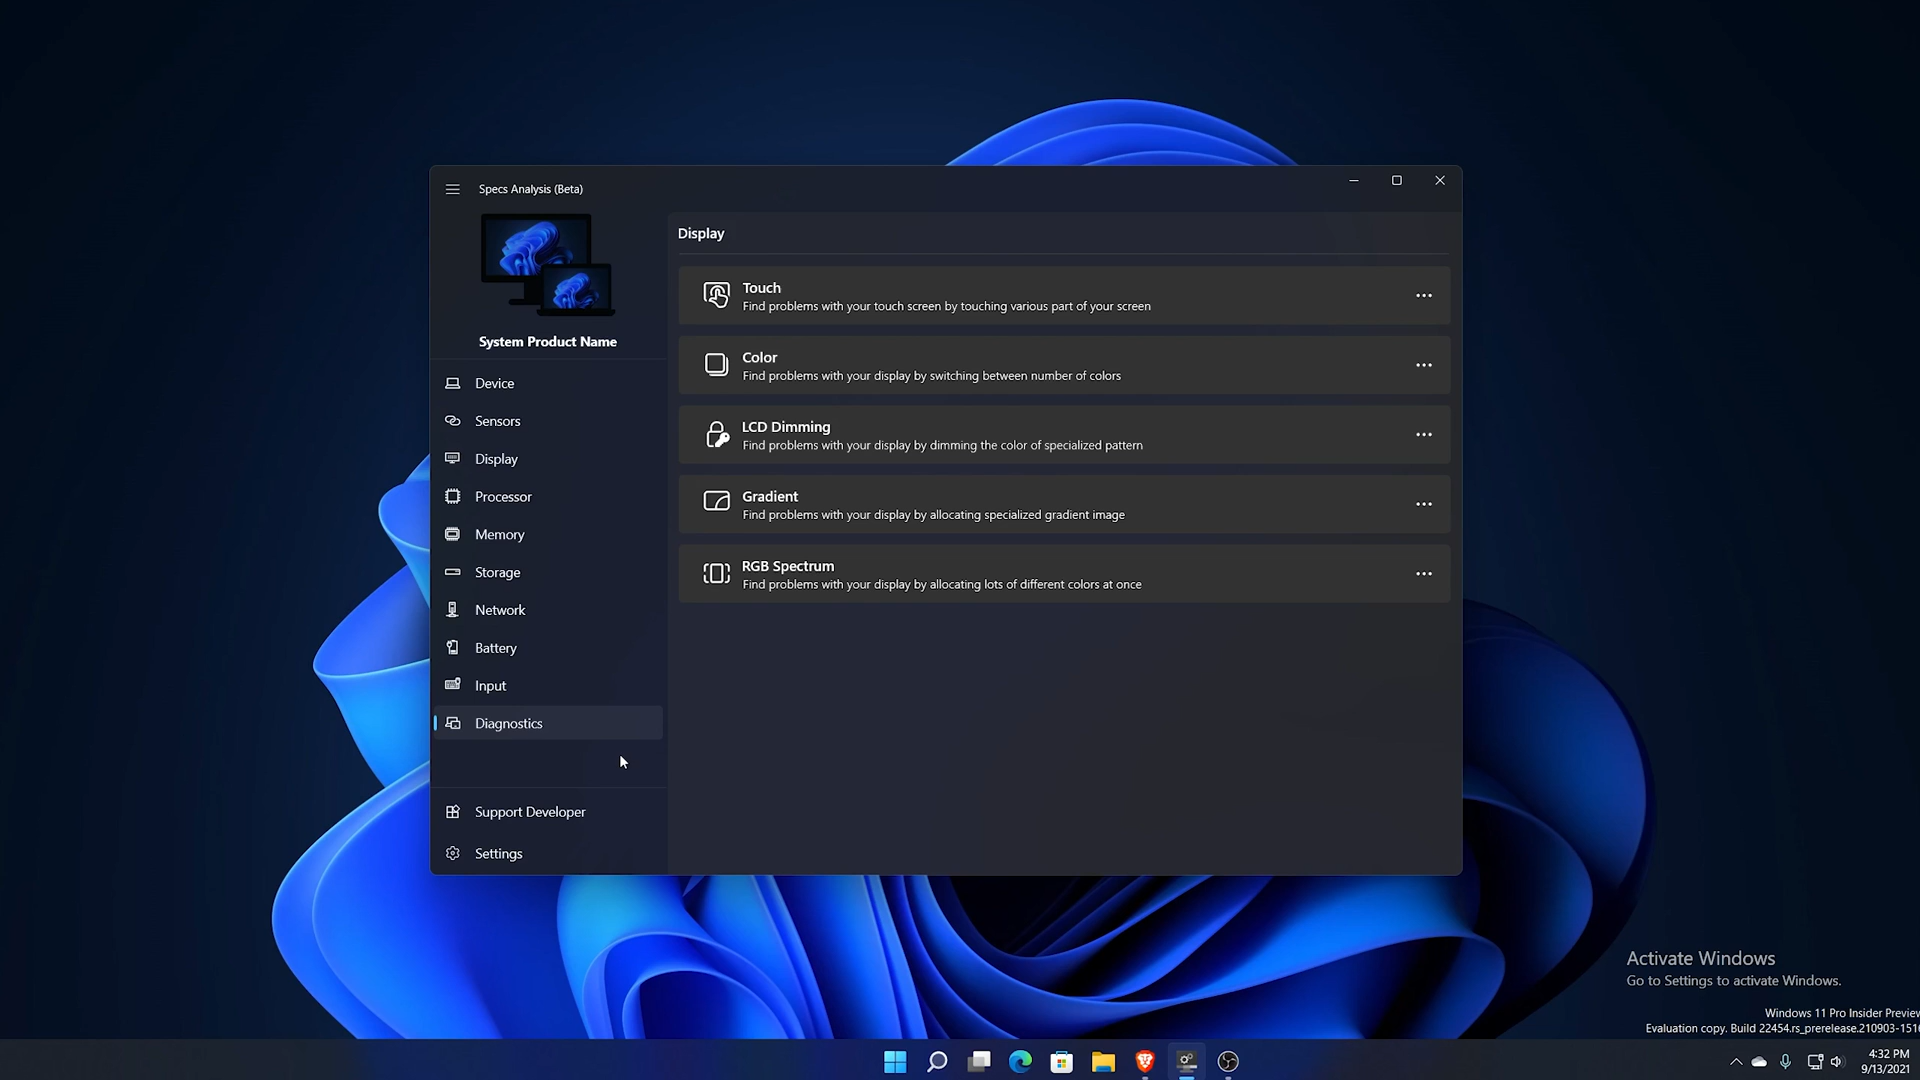 Specs Analysis (Beta)
System Product Name
Device
Sensors
Display
Processor
Memory
Storage
Network
Battery
Input
Diagnostics
Support Developer
Settings
Display
Touch
Find problems with your touch screen by touching various part of your screen
Color
Find problems with your display by switching between number of colors
LCD Dimming
Find problems with your display by dimming the color of specialized pattern
Gradient
Find problems with your display by allocating specialized gradient image
RGB Spectrum
Find problems with your display by allocating lots of different colors at once
Activate Windows
Go to Settings to activate Windows.
Windows 11 Pro Insider Preview
Evaluation copy. Build 22454.rs_prerelease.210903-151
4:32 PM
9/13/2021